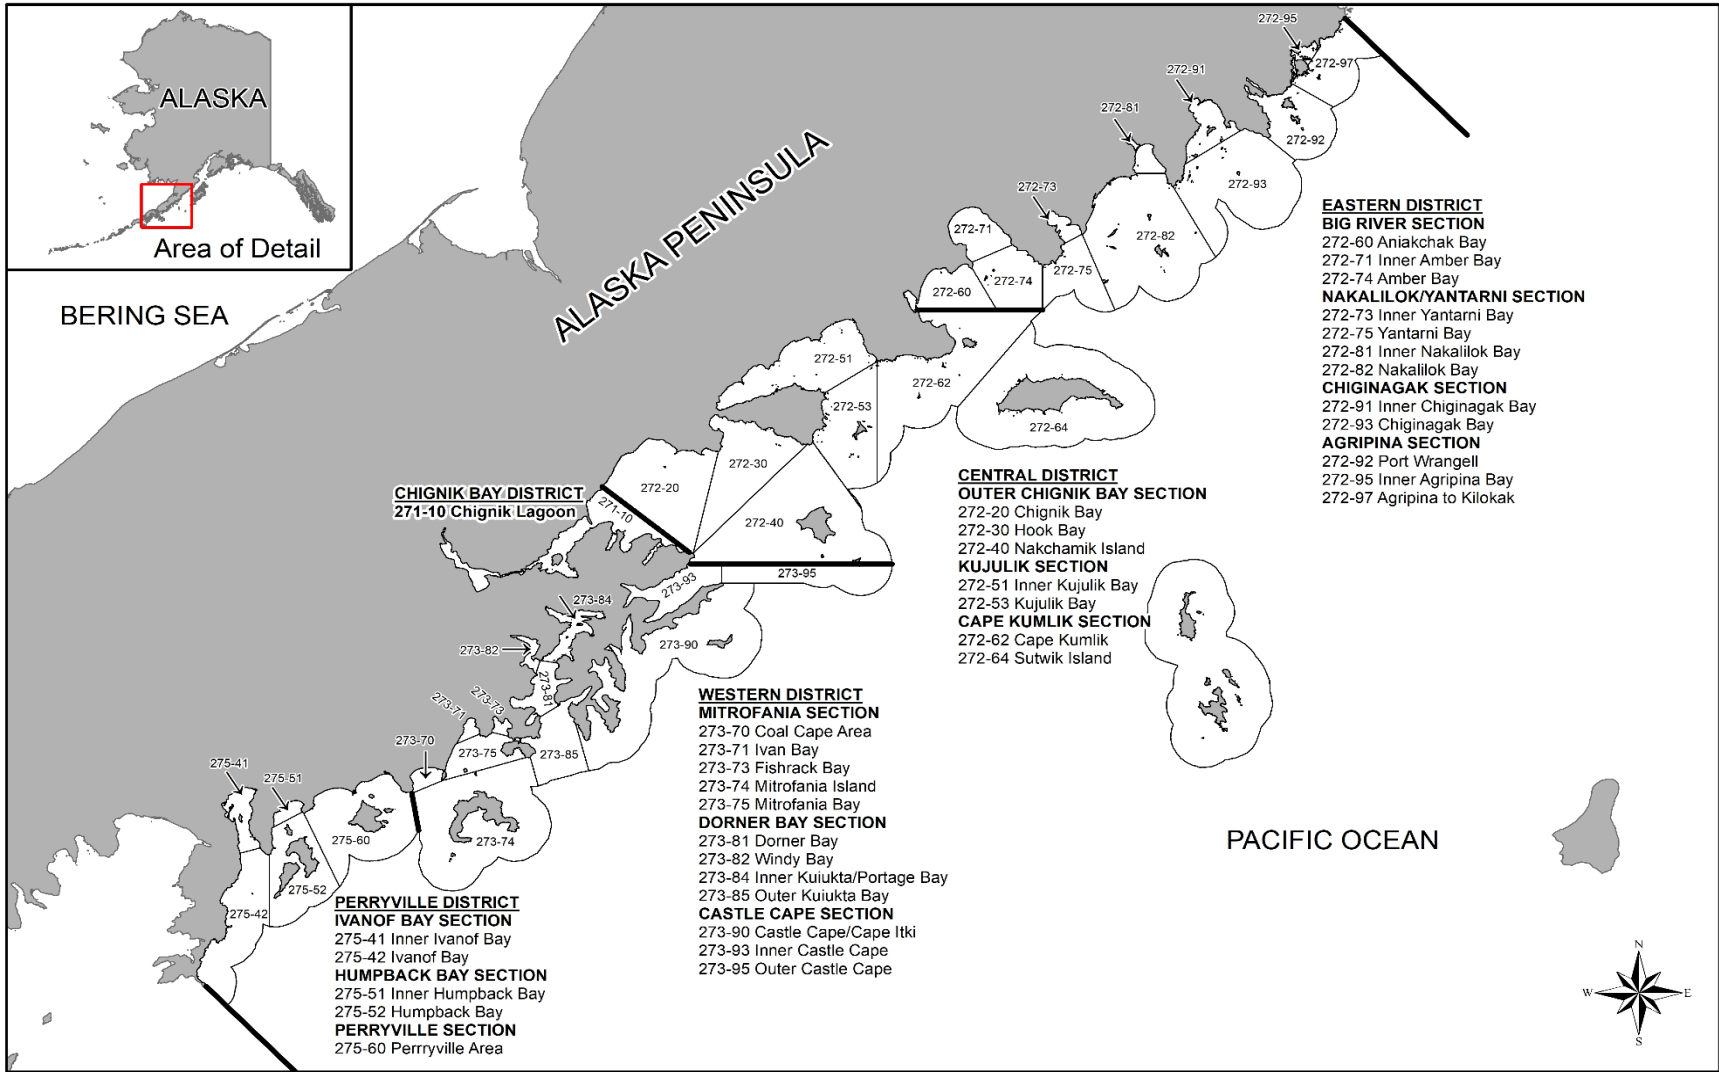 ALASKA
Area of Detail
BERING SEA
ALASKA PENINSULA
PACIFIC OCEAN
272-95
272-97
272-91
272-81
272-92
272-93
272-73
272-82
272-71
272-75
272-74
272-60
272-51
272-62
272-53
272-64
272-30
272-20
271-10
272-40
273-95
273-93
273-84
273-90
273-82
273-81
273-71
273-73
273-70
273-75
273-85
275-41
275-51
275-60
273-74
275-52
275-42
EASTERN DISTRICT
BIG RIVER SECTION
272-60 Aniakchak Bay
272-71 Inner Amber Bay
272-74 Amber Bay
NAKALILOK/YANTARNI SECTION
272-73 Inner Yantarni Bay
272-75 Yantarni Bay
272-81 Inner Nakalilok Bay
272-82 Nakalilok Bay
CHIGINAGAK SECTION
272-91 Inner Chiginagak Bay
272-93 Chiginagak Bay
AGRIPINA SECTION
272-92 Port Wrangell
272-95 Inner Agripina Bay
272-97 Agripina to Kilokak
CENTRAL DISTRICT
OUTER CHIGNIK BAY SECTION
272-20 Chignik Bay
272-30 Hook Bay
272-40 Nakchamik Island
KUJULIK SECTION
272-51 Inner Kujulik Bay
272-53 Kujulik Bay
CAPE KUMLIK SECTION
272-62 Cape Kumlik
272-64 Sutwik Island
CHIGNIK BAY DISTRICT
271-10 Chignik Lagoon
WESTERN DISTRICT
MITROFANIA SECTION
273-70 Coal Cape Area
273-71 Ivan Bay
273-73 Fishrack Bay
273-74 Mitrofania Island
273-75 Mitrofania Bay
DORNER BAY SECTION
273-81 Dorner Bay
273-82 Windy Bay
273-84 Inner Kuiukta/Portage Bay
273-85 Outer Kuiukta Bay
CASTLE CAPE SECTION
273-90 Castle Cape/Cape Itki
273-93 Inner Castle Cape
273-95 Outer Castle Cape
PERRYVILLE DISTRICT
IVANOF BAY SECTION
275-41 Inner Ivanof Bay
275-42 Ivanof Bay
HUMPBACK BAY SECTION
275-51 Inner Humpback Bay
275-52 Humpback Bay
PERRYVILLE SECTION
275-60 Perrryville Area
N
W
E
S